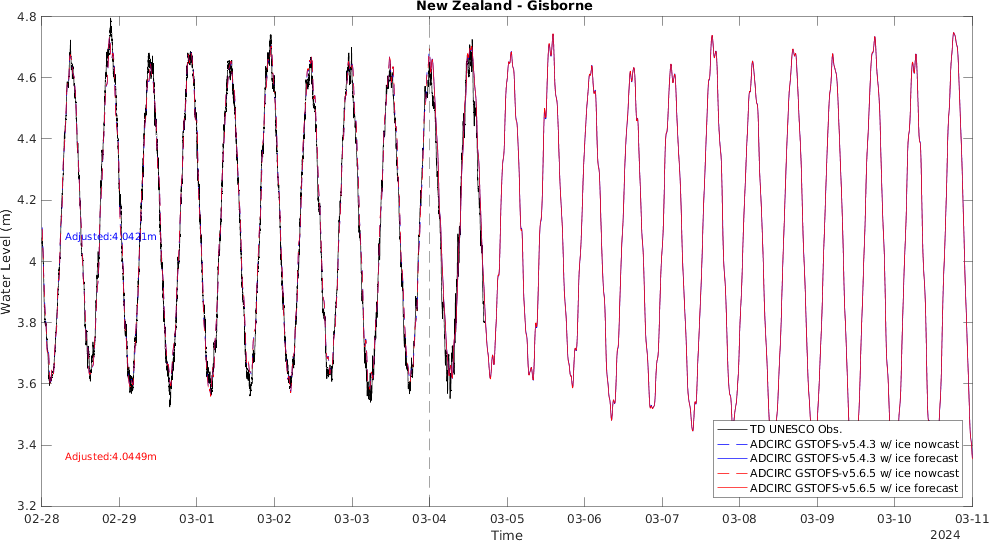 New Zealand - Gisborne
4.8
4.6
4.4
4.2
4
3.8
3.6
3.4
3.2
Water Level (m)
Adjusted:4.0421m
Adjusted:4.0449m
TD UNESCO Obs.
ADCIRC GSTOFS-v5.4.3 w/ ice nowcast
ADCIRC GSTOFS-v5.4.3 w/ ice forecast
ADCIRC GSTOFS-v5.6.5 w/ ice nowcast
ADCIRC GSTOFS-v5.6.5 w/ ice forecast
02-28 02-29 03-01 03-02 03-03 03-04 03-05 03-06 03-07 03-08 03-09 03-10 03-11
Time
2024